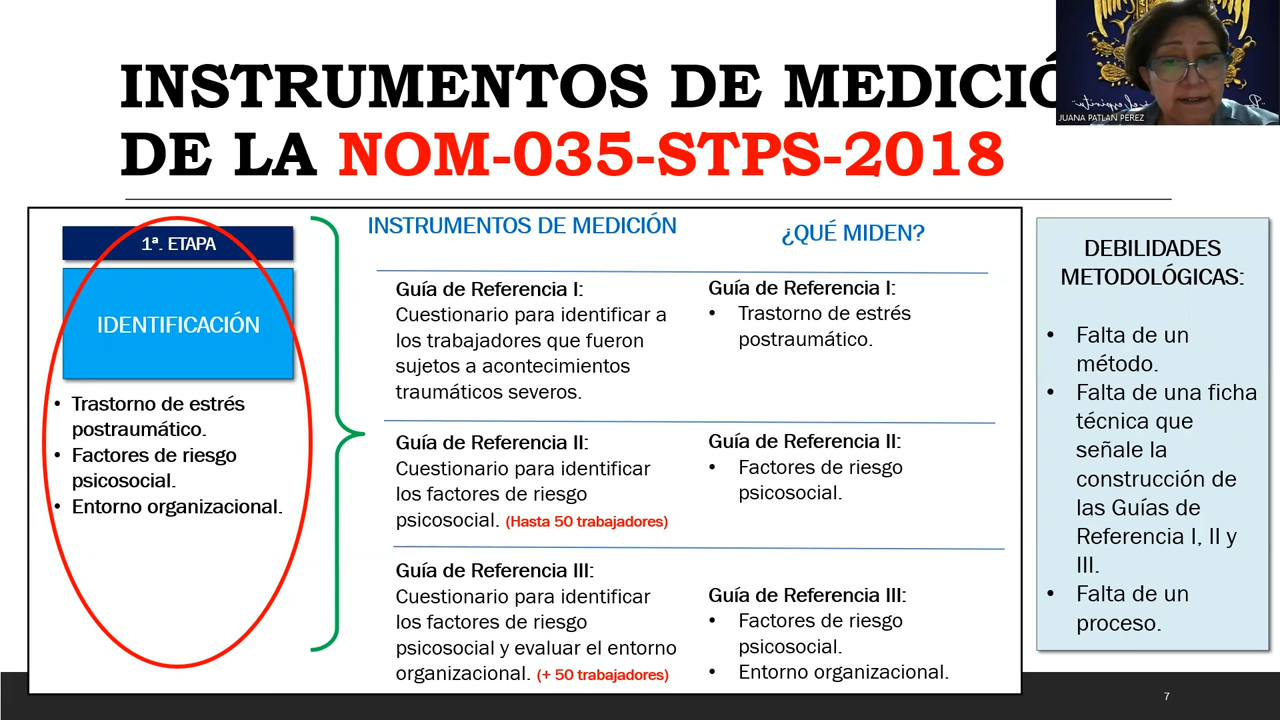 INSTRUMENTOS DE MEDICIÓ
DE LA NOM-035-STPS-2018
JUANA PATLAN PEREZ
1ª. ETAPA
IDENTIFICACIÓN
• Trastorno de estrés
postraumático.
• Factores de riesgo
psicosocial.
• Entorno organizacional.
INSTRUMENTOS DE MEDICIÓN
Guía de Referencia I:
Cuestionario para identificar a
los trabajadores que fueron
sujetos a acontecimientos
traumáticos severos.
Guía de Referencia II:
Cuestionario para identificar
los factores de riesgo
psicosocial. (Hasta 50 trabajadores)
Guía de Referencia III:
Cuestionario para identificar
los factores de riesgo
psicosocial y evaluar el entorno
organizacional. (+ 50 trabajadores)
¿QUÉ MIDEN?
Guía de Referencia I:
• Trastorno de estrés
postraumático.
Guía de Referencia II:
• Factores de riesgo
psicosocial.
Guía de Referencia III:
• Factores de riesgo
psicosocial.
• Entorno organizacional.
DEBILIDADES
METODOLÓGICAS:
• Falta de un
método.
• Falta de una ficha
técnica que
señale la
construcción de
las Guías de
Referencia I, II y
III.
• Falta de un
proceso.
7